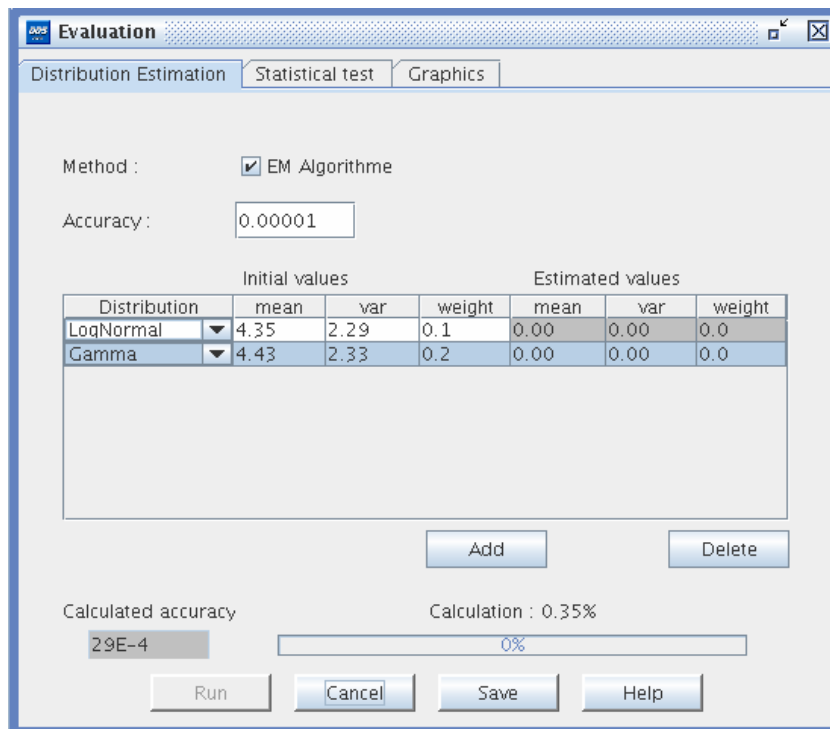 DDS Evaluation
Distribution Estimation Statistical test Graphics
Method : EM Algorithme
Accuracy : 0.00001
Initial values Estimated values
Distribution mean var weight mean var weight
LogNormal 4.35 2.29 0.1 0.00 0.00 0.0
Gamma 4.43 2.33 0.2 0.00 0.00 0.0
Add Delete
Calculated accuracy Calculation : 0.35%
29E-4 0%
Run Cancel Save Help